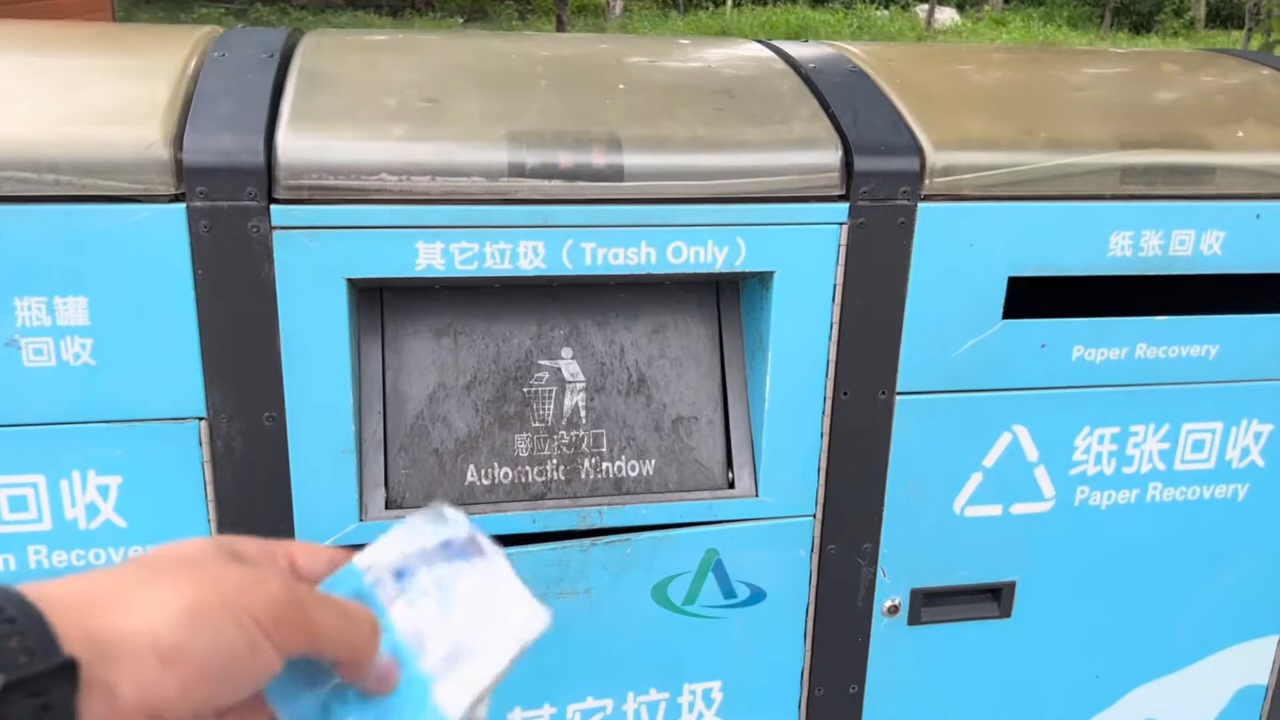 瓶罐
回收
回收
n Recover
其它垃圾（Trash Only）
感应投放口
Automatic Window
其它垃圾
纸张回收
Paper Recovery
纸张回收
Paper Recovery